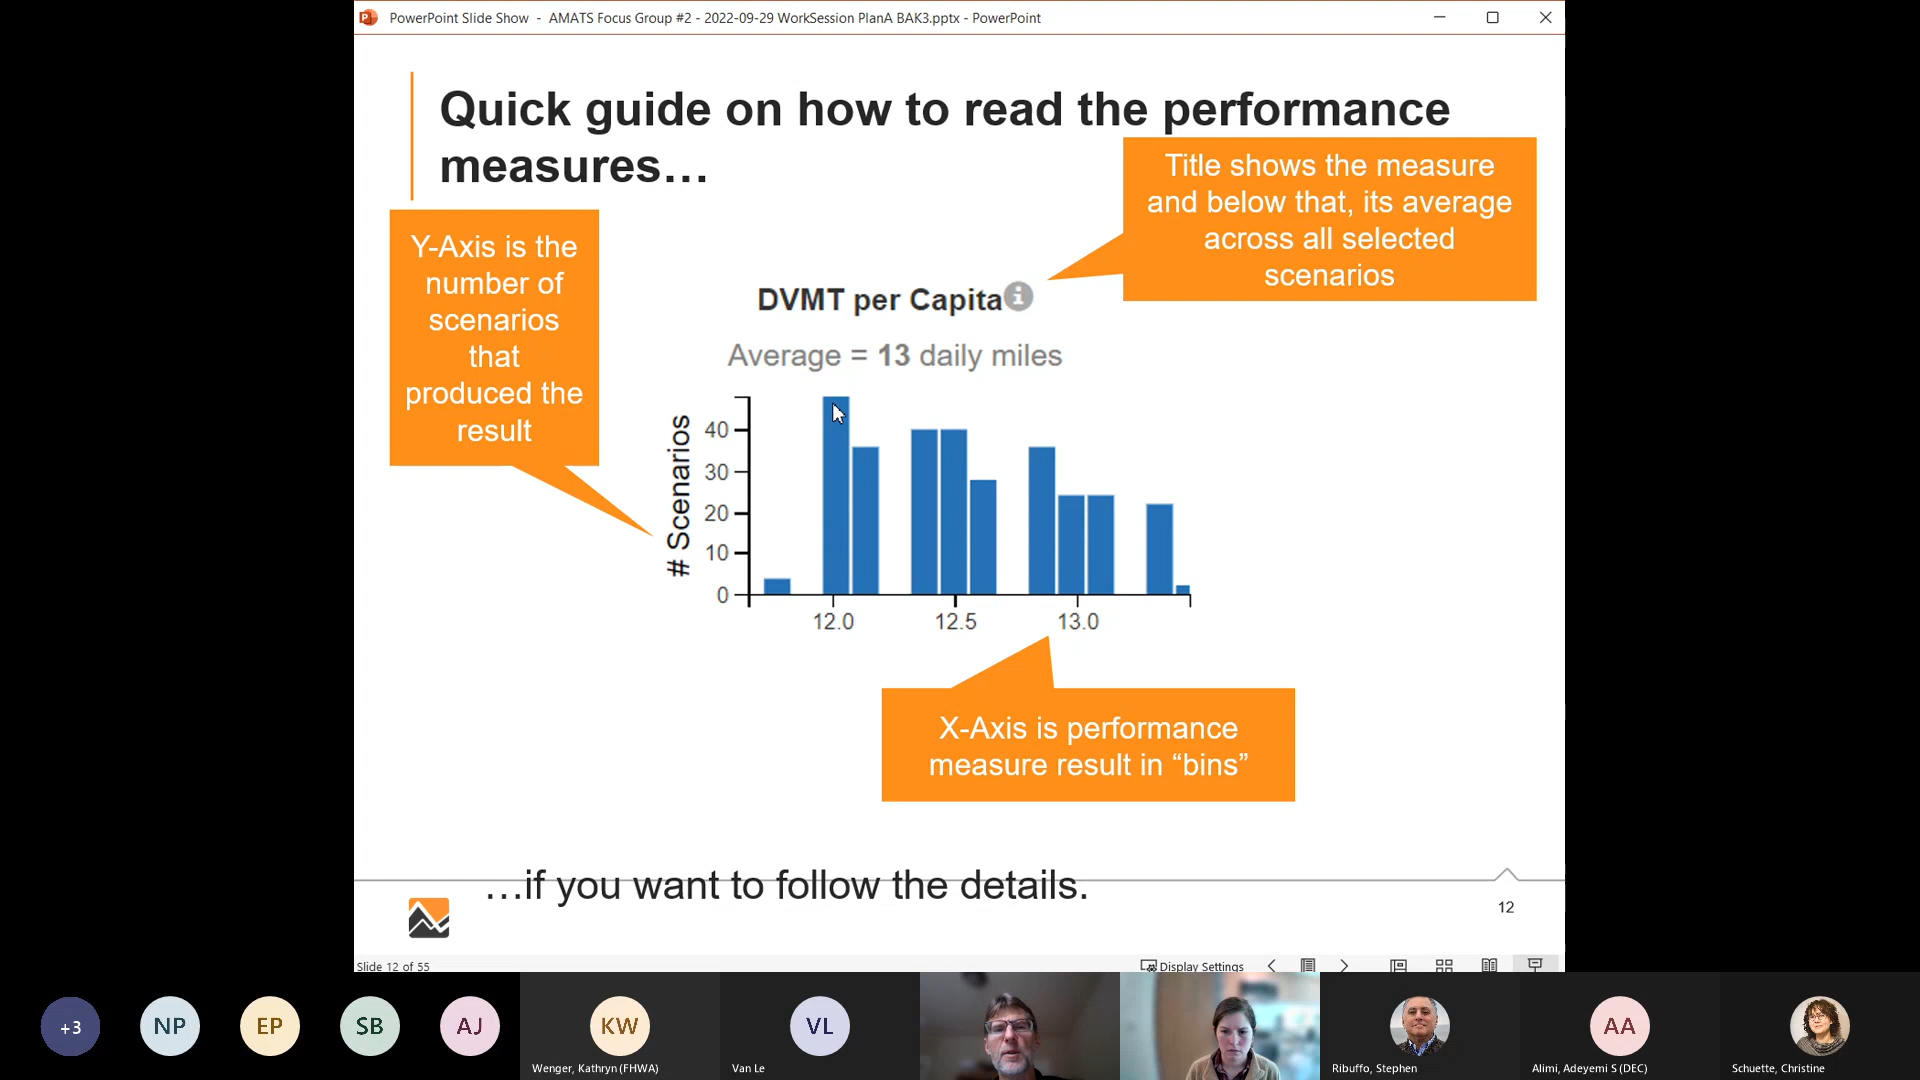 PowerPoint Slide Show - AMATS Focus Group #2 - 2022-09-29 WorkSession PlanA BAK3.pptx - PowerPoint
Quick guide on how to read the performance
measures…
Title shows the measure
and below that, its average
across all selected
scenarios
Y-Axis is the
number of
scenarios
that
produced the
result
DVMT per Capita
Average = 13 daily miles
# Scenarios
40
30
20
10
0
12.0
12.5
13.0
X-Axis is performance
measure result in “bins”
…if you want to follow the details.
12
Slide 12 of 55
Display Settings
+3
NP
EP
SB
AJ
KW
Wenger, Kathryn (FHWA)
VL
Van Le
Ribuffo, Stephen
AA
Alimi, Adeyemi S (DEC)
Schuette, Christine